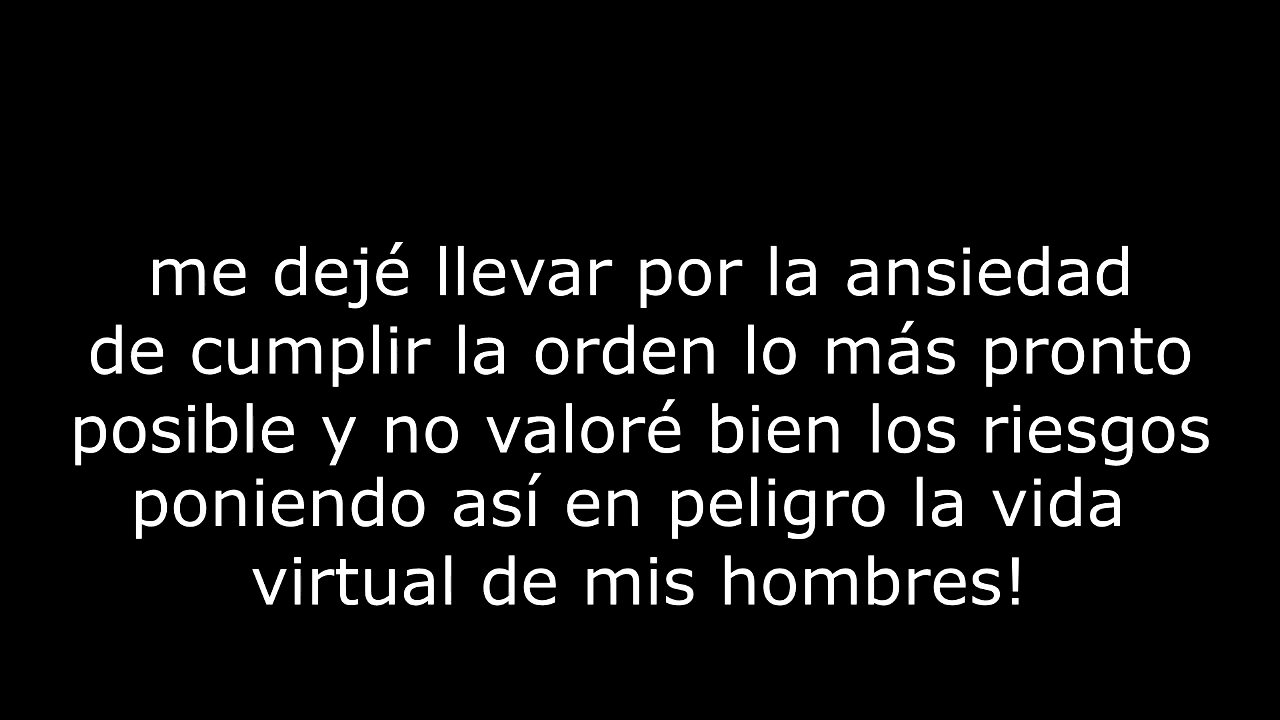 me dejé llevar por la ansiedad
de cumplir la orden lo más pronto
posible y no valoré bien los riesgos
poniendo así en peligro la vida
virtual de mis hombres!